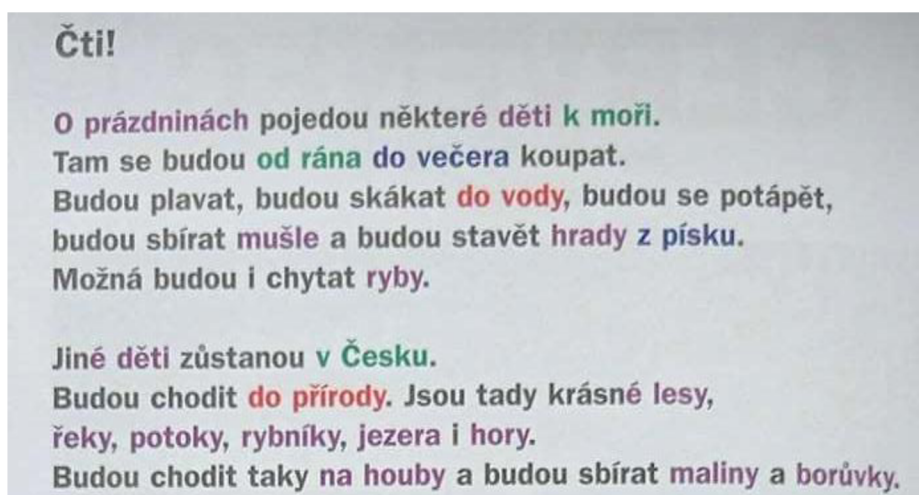 Čti!
O prázdninách pojedou některé děti k moři.
Tam se budou od rána do večera koupat.
Budou plavat, budou skákat do vody, budou se potápět,
budou sbírat mušle a budou stavět hrady z písku.
Možná budou i chytat ryby.
Jiné děti zůstanou v Česku.
Budou chodit do přírody. Jsou tady krásné lesy,
řeky, potoky, rybníky, jezera i hory.
Budou chodit taky na houby a budou sbírat maliny a borůvky.